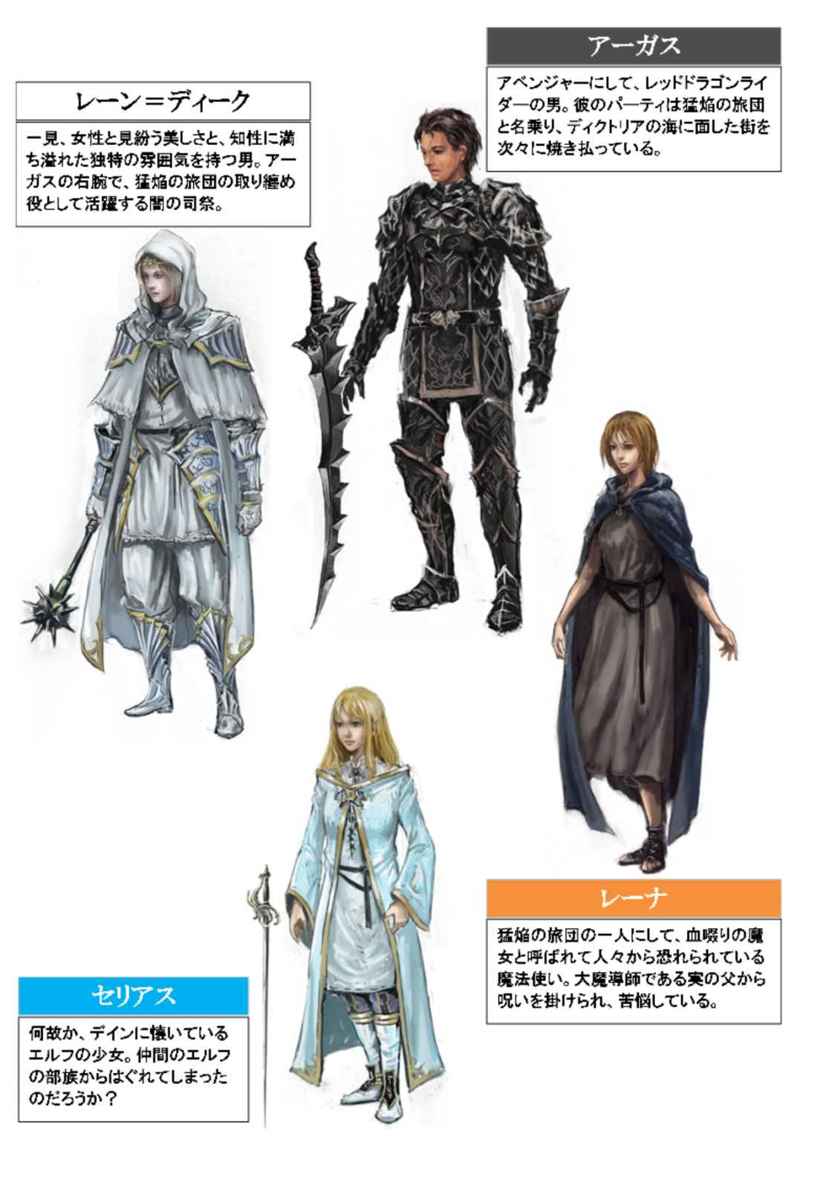 アーガス
アベンジャーにして、レッドドラゴンライ
ダーの男。彼のパーティは猛焔の旅団
と名乗り、ディクトリアの海に面した街を
次々に焼き払っている。
レーン＝ディーク
一見、女性と見紛う美しさと、知性に満
ち溢れた独特の雰囲気を持つ男。アー
ガスの右腕で、猛焔の旅団の取り纏め
役として活躍する闇の司祭。
レーナ
猛焔の旅団の一人にして、血啜りの魔
女と呼ばれて人々から恐れられている
魔法使い。大魔導師である実の父から
呪いを掛けられ、苦悩している。
セリアス
何故か、デインに懐いている
エルフの少女。仲間のエルフ
の部族からはぐれてしまった
のだろうか？